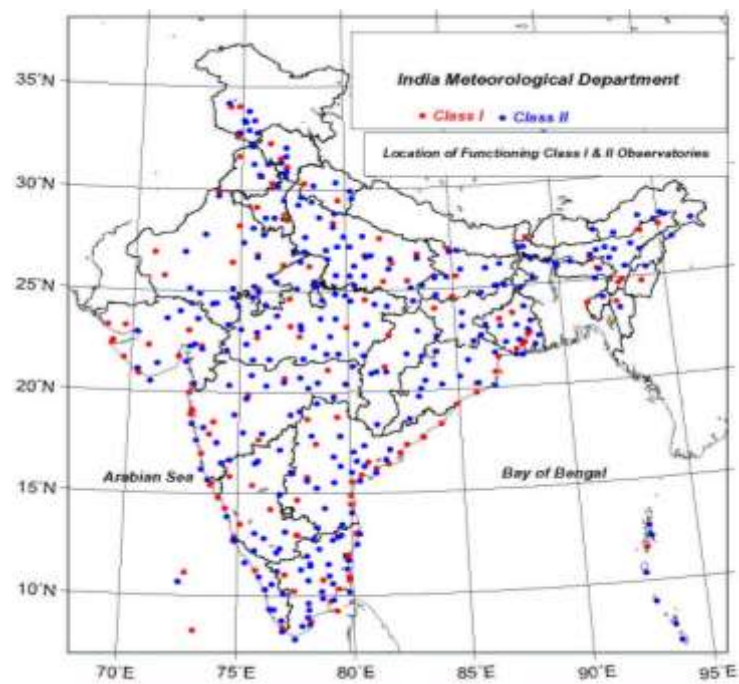 India Meteorological Department
Class I Class II
Location of Functioning Class I & II Observatories
35°N
30°N
25°N
20°N
15°N
10°N
Arabian Sea
Bay of Bengal
70°E 75°E 80°E 85°E 90°E 95°E